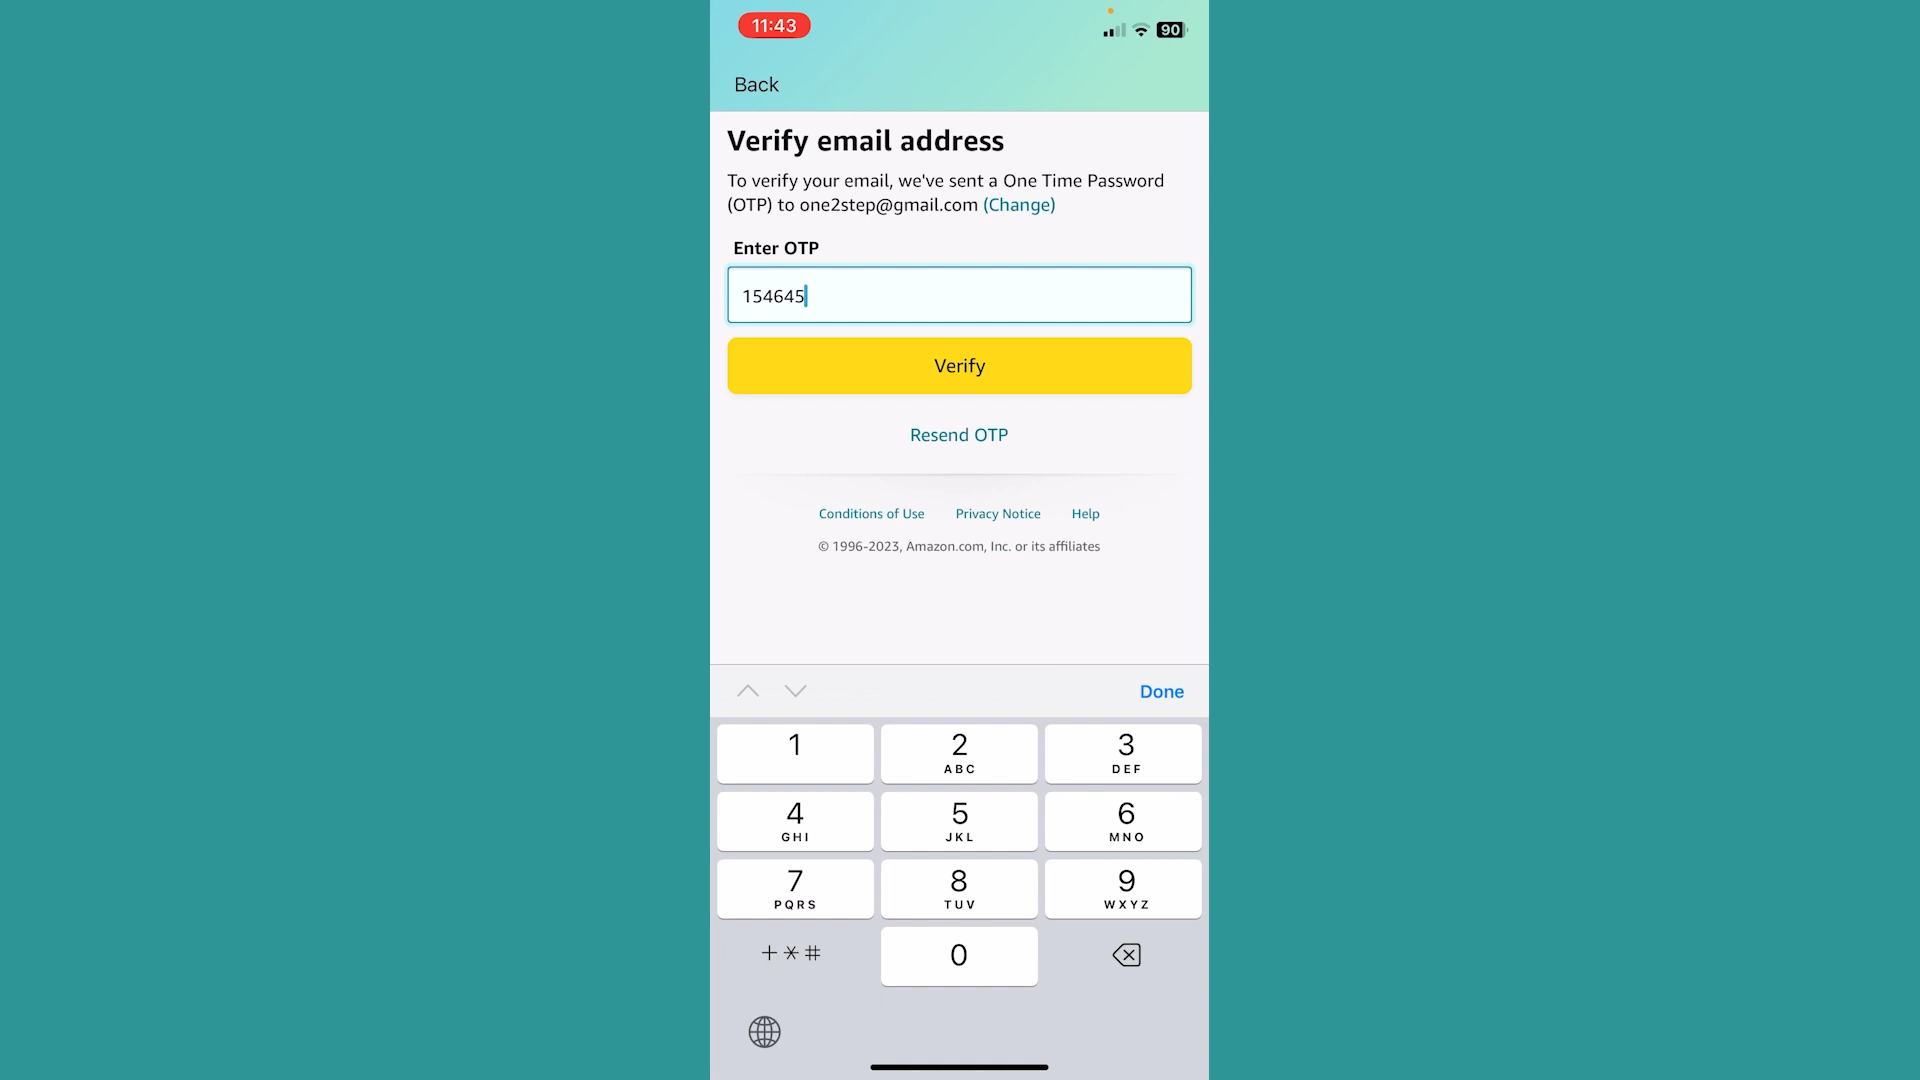 11:43
90
Back
Verify email address
To verify your email, we've sent a One Time Password
(OTP) to one2step@gmail.com (Change)
Enter OTP
154645
Verify
Resend OTP
Conditions of Use Privacy Notice Help
© 1996-2023, Amazon.com, Inc. or its affiliates
Done
1 2 3
ABC DEF
4 5 6
GHI JKL MNO
7 8 9
PQRS TUV WXYZ
+*# 0